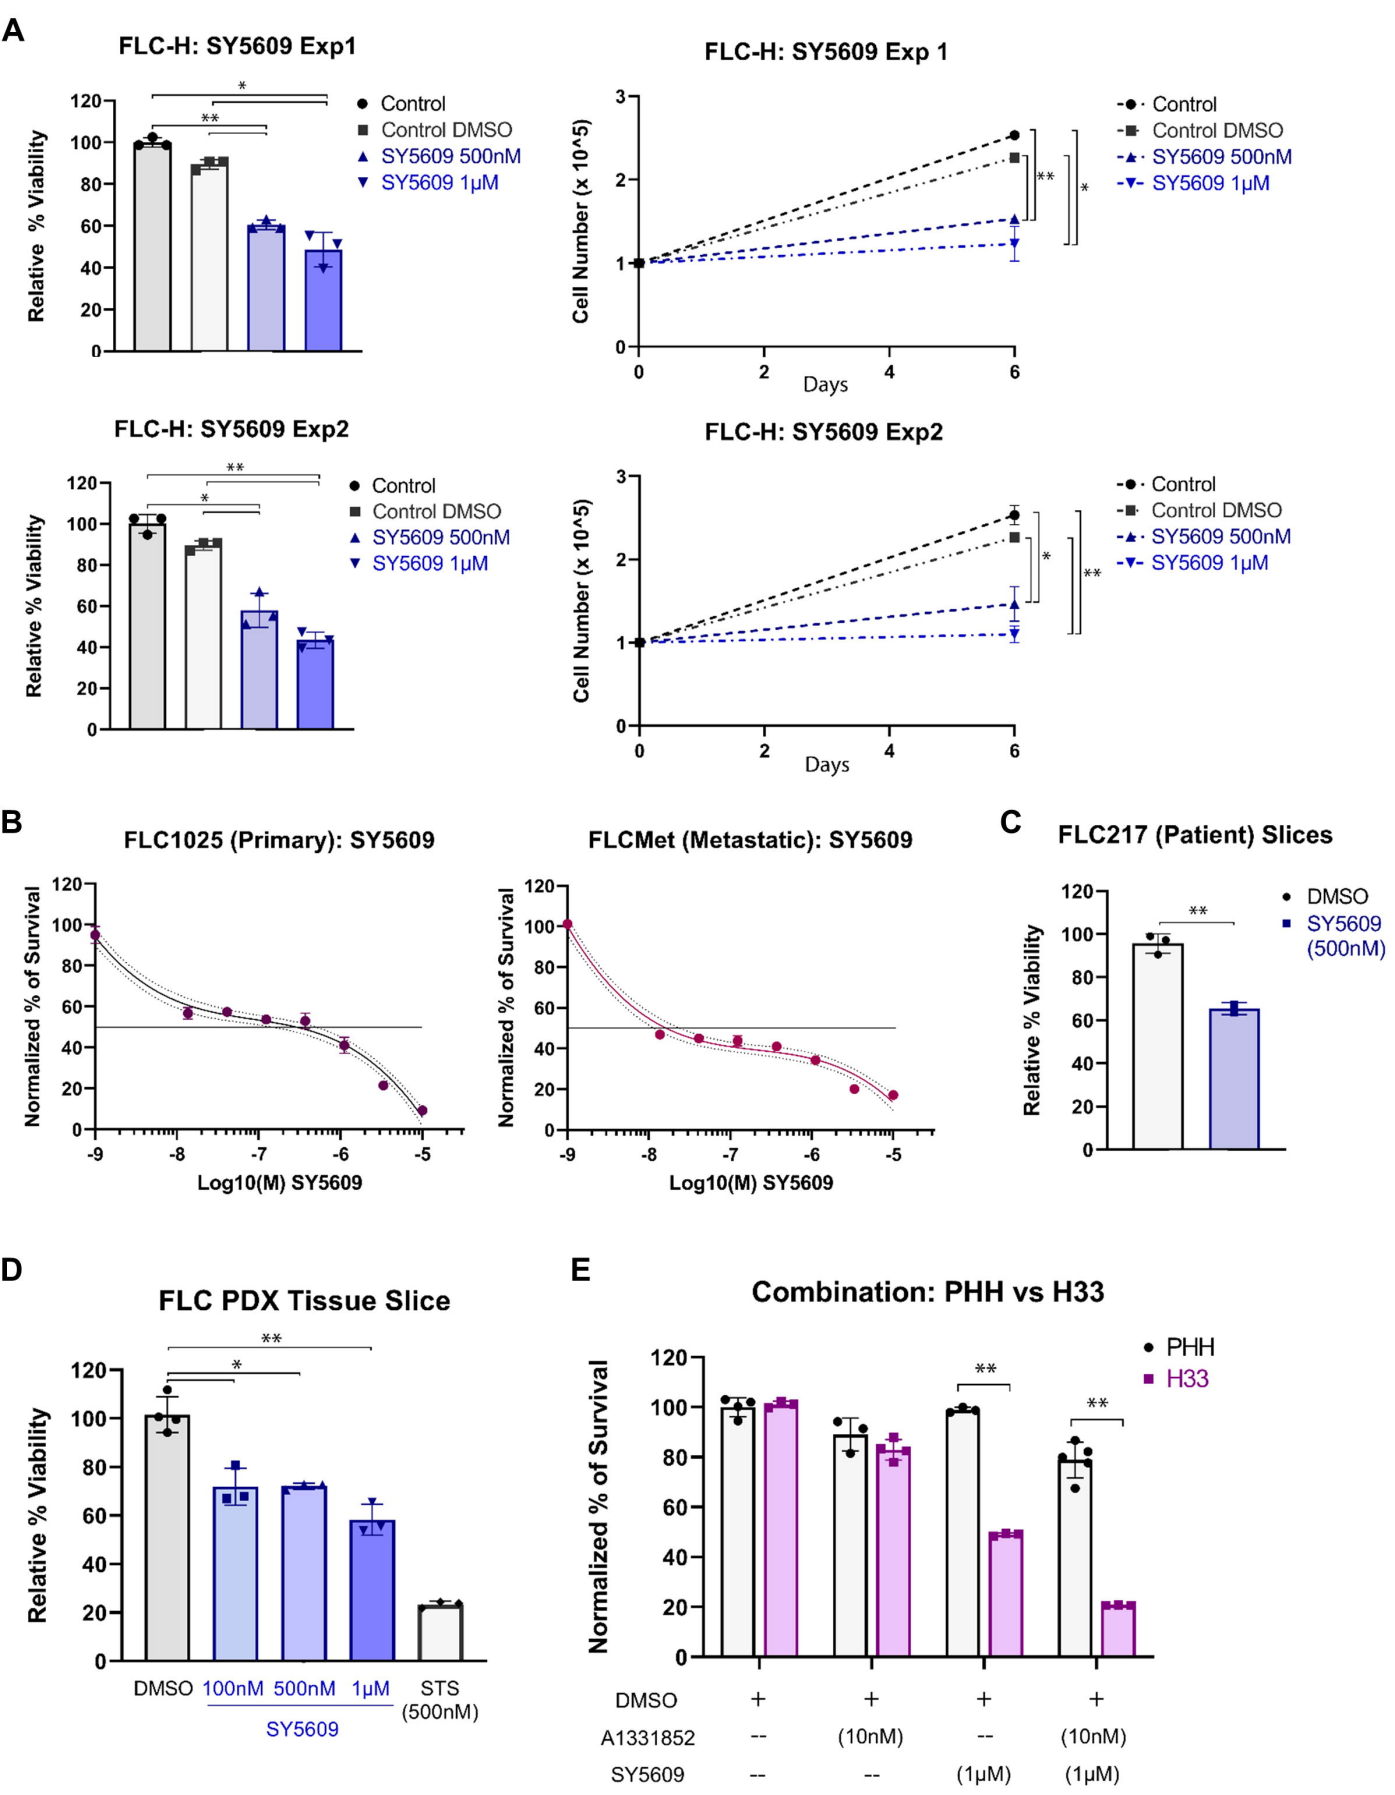 A
FLC-H: SY5609 Exp1
Relative % Viability
120
100
80
60
40
20
0
*
**
Control
Control DMSO
SY5609 500nM
SY5609 1µM
FLC-H: SY5609 Exp 1
Cell Number (x 10^5)
3
2
1
0
0 2 4 6
Days
** *
Control
Control DMSO
SY5609 500nM
SY5609 1µM
FLC-H: SY5609 Exp2
Relative % Viability
120
100
80
60
40
20
0
**
*
Control
Control DMSO
SY5609 500nM
SY5609 1µM
FLC-H: SY5609 Exp2
Cell Number (x 10^5)
3
2
1
0
0 2 4 6
Days
* **
Control
Control DMSO
SY5609 500nM
SY5609 1µM
B
FLC1025 (Primary): SY5609
Normalized % of Survival
120
100
80
60
40
20
0
-9 -8 -7 -6 -5
Log10(M) SY5609
FLCMet (Metastatic): SY5609
Normalized % of Survival
120
100
80
60
40
20
0
-9 -8 -7 -6 -5
Log10(M) SY5609
C
FLC217 (Patient) Slices
Relative % Viability
120
100
80
60
40
20
0
**
DMSO
SY5609
(500nM)
D
FLC PDX Tissue Slice
Relative % Viability
120
100
80
60
40
20
0
**
*
DMSO 100nM 500nM 1µM STS
(500nM)
SY5609
E
Combination: PHH vs H33
Normalized % of Survival
120
100
80
60
40
20
0
**
**
PHH
H33
DMSO + + + +
A1331852 -- (10nM) -- (10nM)
SY5609 -- -- (1µM) (1µM)